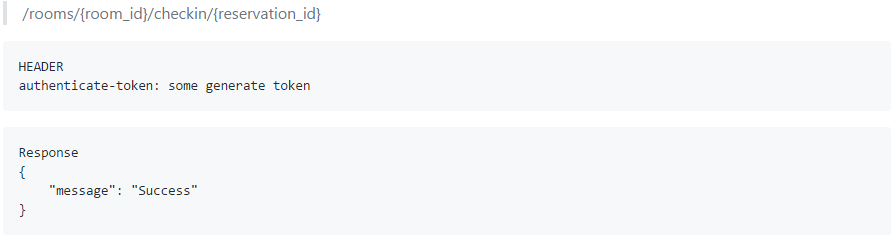 /rooms/{room_id}/checkin/{reservation_id}
HEADER
authenticate-token: some generate token
Response
{
    "message": "Success"
}